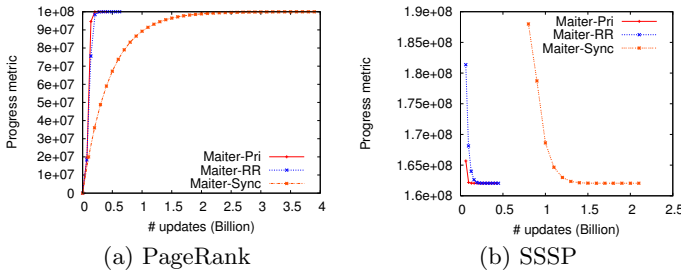 Progress metric
1e+08
9e+07
8e+07
7e+07
6e+07
5e+07
4e+07
3e+07
2e+07
1e+07
0
Maiter-Pri
Maiter-RR
Maiter-Sync
0 0.5 1 1.5 2 2.5 3 3.5 4
# updates (Billion)
(a) PageRank
Progress metric
1.9e+08
1.8e+08
1.8e+08
1.7e+08
1.7e+08
1.6e+08
1.6e+08
Maiter-Pri
Maiter-RR
Maiter-Sync
0 0.5 1 1.5 2 2.5
# updates (Billion)
(b) SSSP